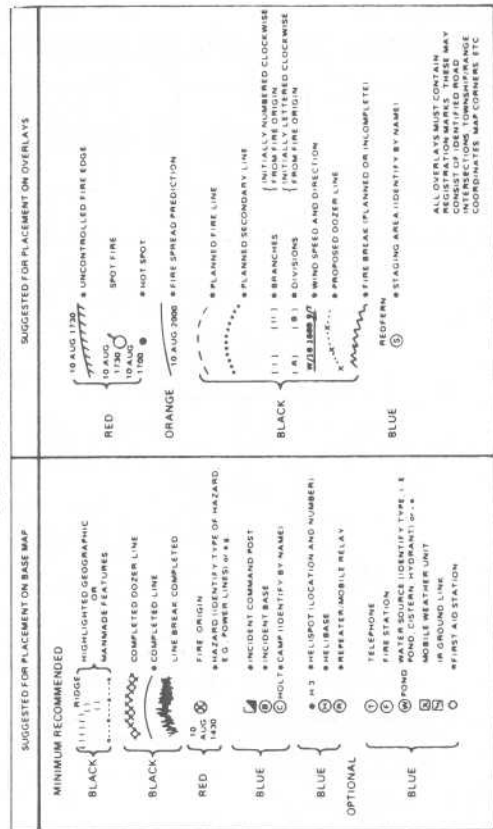 SUGGESTED FOR PLACEMENT ON BASE MAP
MINIMUM RECOMMENDED
BLACK
RIDGE
HIGHLIGHTED GEOGRAPHIC
OR
MANMADE FEATURES
BLACK
COMPLETED DOZER LINE
COMPLETED LINE
LINE BREAK COMPLETED
RED
10
AUG
1430
FIRE ORIGIN
HAZARD (IDENTIFY TYPE OF HAZARD,
E.G. POWER LINES) or e.g.
BLUE
INCIDENT COMMAND POST
B INCIDENT BASE
C HOLT CAMP (IDENTIFY BY NAME)
BLUE
H3 HELISPOT (LOCATION AND NUMBER)
H HELIBASE
R REPEATER/MOBILE RELAY
OPTIONAL
BLUE
T TELEPHONE
F FIRE STATION
W POND WATER SOURCE (IDENTIFY TYPE I.E.
POND, CISTERN, HYDRANT) or
MOBILE WEATHER UNIT
IR GROUND LINK
FIRST AID STATION
SUGGESTED FOR PLACEMENT ON OVERLAYS
RED
10 AUG 1730
UNCONTROLLED FIRE EDGE
10 AUG
1730
SPOT FIRE
10 AUG
1700
HOT SPOT
ORANGE
10 AUG 2000
FIRE SPREAD PREDICTION
BLACK
PLANNED FIRE LINE
PLANNED SECONDARY LINE
[I] [II] BRANCHES (INITIALLY NUMBERED CLOCKWISE
FROM FIRE ORIGIN
(A) (B) DIVISIONS (INITIALLY LETTERED CLOCKWISE
FROM FIRE ORIGIN
WIND SPEED AND DIRECTION
X X PROPOSED DOZER LINE
FIRE BREAK (PLANNED OR INCOMPLETE)
BLUE
REDFERN
S STAGING AREA (IDENTIFY BY NAME)
ALL OVERLAYS MUST CONTAIN
REGISTRATION MARKS. THESE MAY
CONSIST OF IDENTIFIED ROAD
INTERSECTIONS, TOWNSHIP/RANGE
COORDINATES, MAP CORNERS, ETC